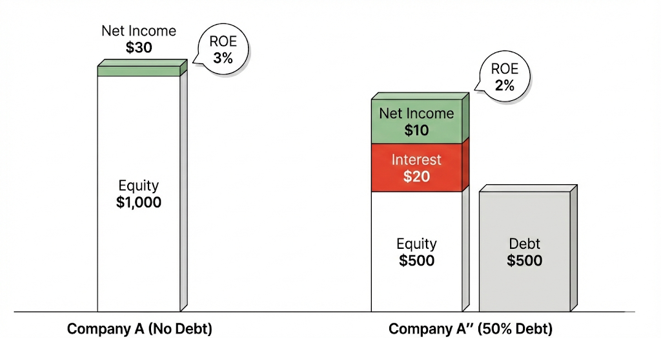 Net Income
$30
ROE
3%
Equity
$1,000
Company A (No Debt)
ROE
2%
Net Income
$10
Interest
$20
Equity
$500
Debt
$500
Company A″ (50% Debt)